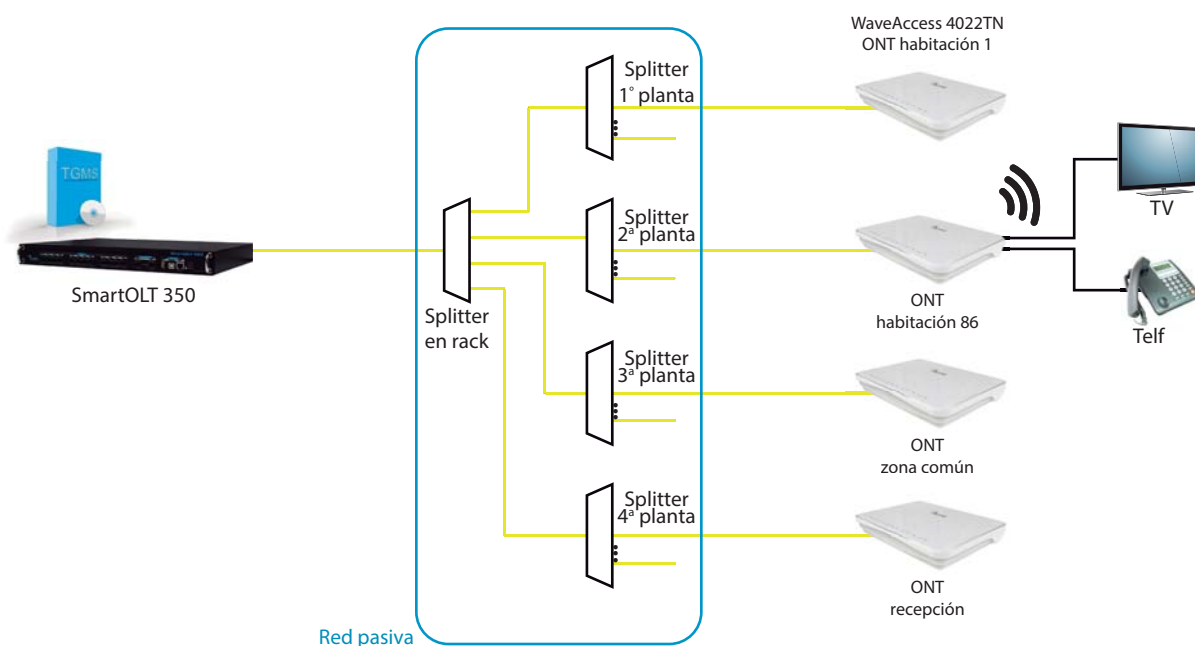 WaveAccess 4022TN
ONT habitación 1
Splitter
1° planta
TGMS
SmartOLT 350
Splitter
en rack
Splitter
2ª planta
ONT
habitación 86
TV
Telf
Splitter
3ª planta
ONT
zona común
Splitter
4ª planta
ONT
recepción
Red pasiva